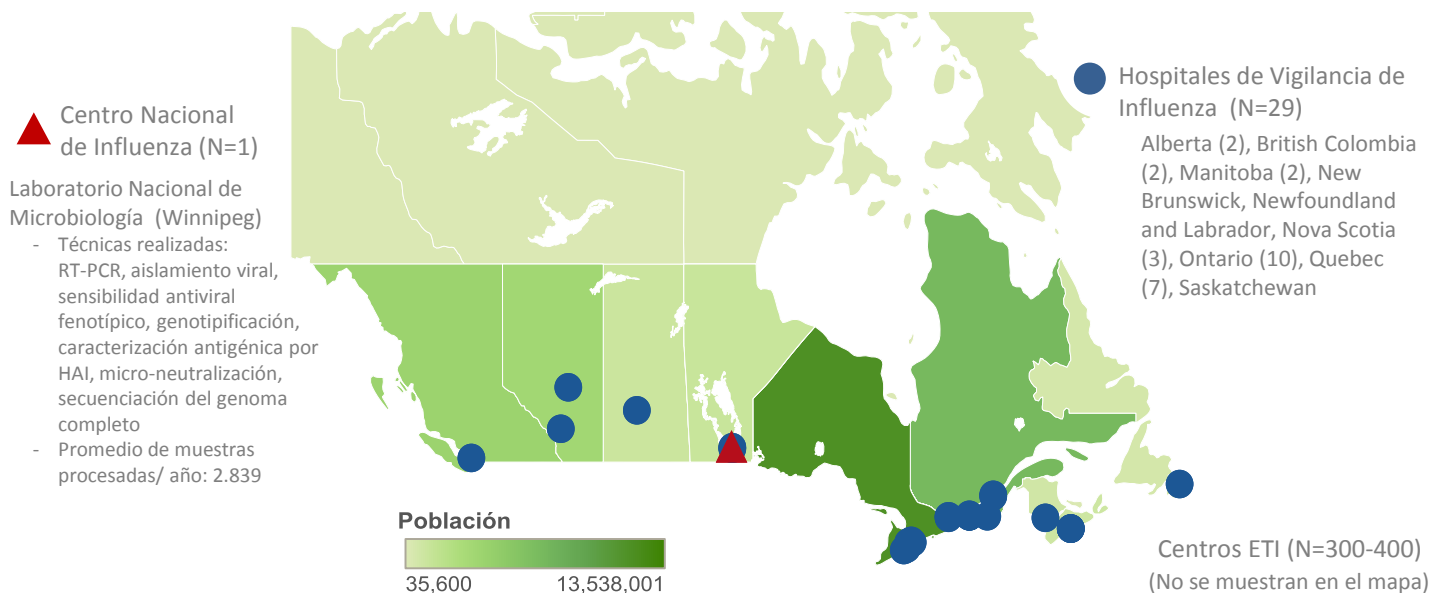 Centro Nacional
de Influenza (N=1)
Laboratorio Nacional de
Microbiología (Winnipeg)
- Técnicas realizadas:
RT-PCR, aislamiento viral,
sensibilidad antiviral
fenotípico, genotipificación,
caracterización antigénica por
HAI, micro-neutralización,
secuenciación del genoma
completo
- Promedio de muestras
procesadas/ año: 2.839
Población
35,600 13,538,001
Hospitales de Vigilancia de
Influenza (N=29)
Alberta (2), British Colombia
(2), Manitoba (2), New
Brunswick, Newfoundland
and Labrador, Nova Scotia
(3), Ontario (10), Quebec
(7), Saskatchewan
Centros ETI (N=300-400)
(No se muestran en el mapa)